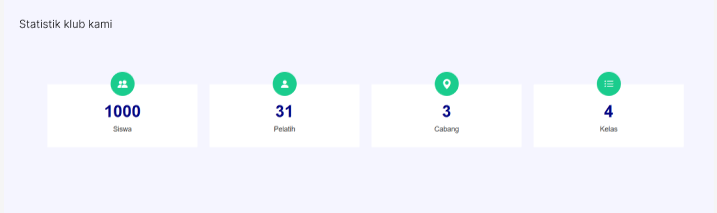 Statistik klub kami
1000
Siswa
31
Pelatih
3
Cabang
4
Kelas